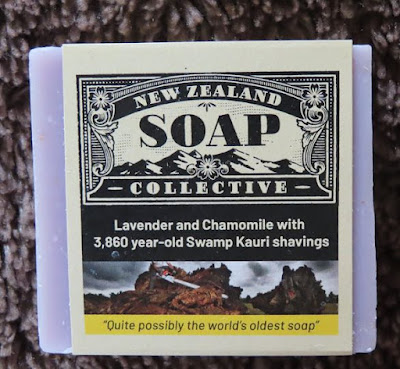 NEW ZEALAND
SOAP
COLLECTIVE
Lavender and Chamomile with
3,860 year-old Swamp Kauri shavings
"Quite possibly the world's oldest soap"